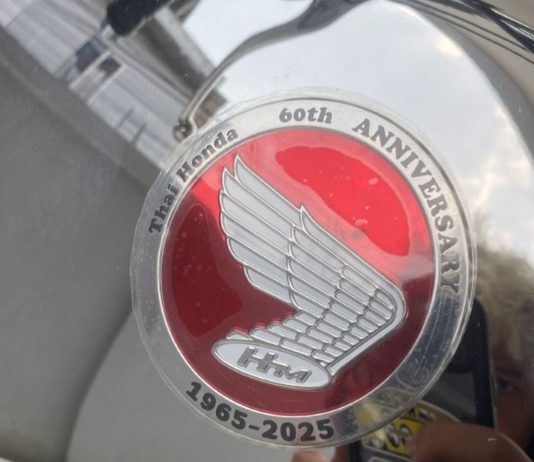 Thai Honda 60th ANNIVERSARY
HM
1965-2025